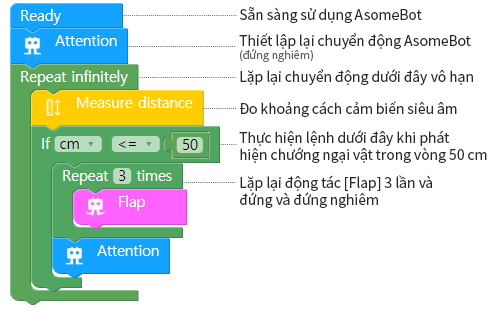 Ready
Sẵn sàng sử dụng AsomeBot
Attention
Thiết lập lại chuyển động AsomeBot
(đứng nghiêm)
Repeat infinitely
Lặp lại chuyển động dưới đây vô hạn
Measure distance
Đo khoảng cách cảm biến siêu âm
If cm <= 50
Thực hiện lệnh dưới đây khi phát
hiện chướng ngại vật trong vòng 50 cm
Repeat 3 times
Lặp lại động tác [Flap] 3 lần và
đứng và đứng nghiêm
Flap
Attention